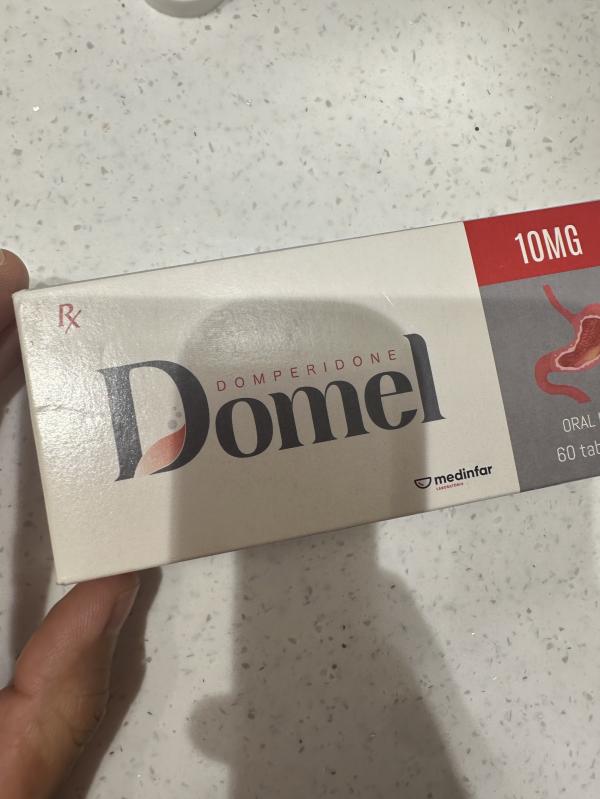 Rx
10MG
DOMPERIDONE
Domel
ORAL
60 tab
medinfar